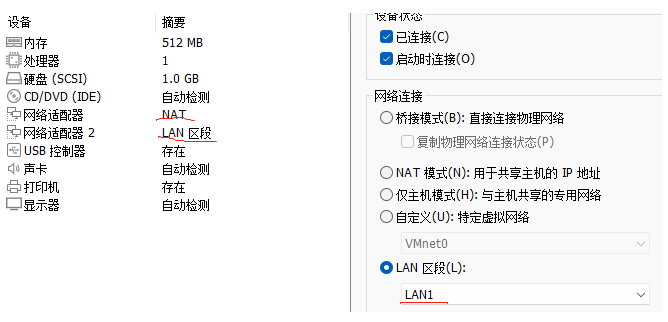 设备 摘要
内存 512 MB
处理器 1
硬盘 (SCSI) 1.0 GB
CD/DVD (IDE) 自动检测
网络适配器 NAT
网络适配器 2 LAN 区段
USB 控制器 存在
声卡 自动检测
打印机 存在
显示器 自动检测
设备状态
已连接(C)
启动时连接(O)
网络连接
桥接模式(B): 直接连接物理网络
复制物理网络连接状态(P)
NAT 模式(N): 用于共享主机的 IP 地址
仅主机模式(H): 与主机共享的专用网络
自定义(U): 特定虚拟网络
VMnet0
LAN 区段(L):
LAN1